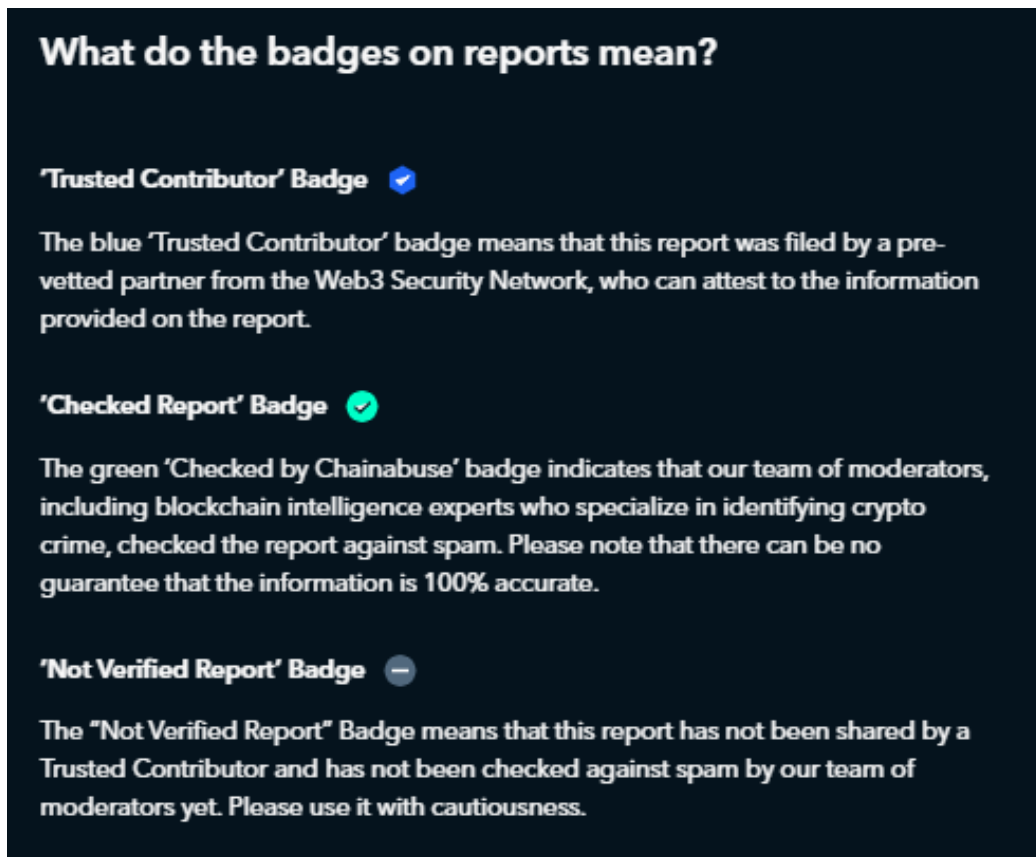 What do the badges on reports mean?
'Trusted Contributor' Badge
The blue 'Trusted Contributor' badge means that this report was filed by a pre-
vetted partner from the Web3 Security Network, who can attest to the information
provided on the report.
'Checked Report' Badge
The green 'Checked by Chainabuse' badge indicates that our team of moderators,
including blockchain intelligence experts who specialize in identifying crypto
crime, checked the report against spam. Please note that there can be no
guarantee that the information is 100% accurate.
'Not Verified Report' Badge
The "Not Verified Report" Badge means that this report has not been shared by a
Trusted Contributor and has not been checked against spam by our team of
moderators yet. Please use it with cautiousness.